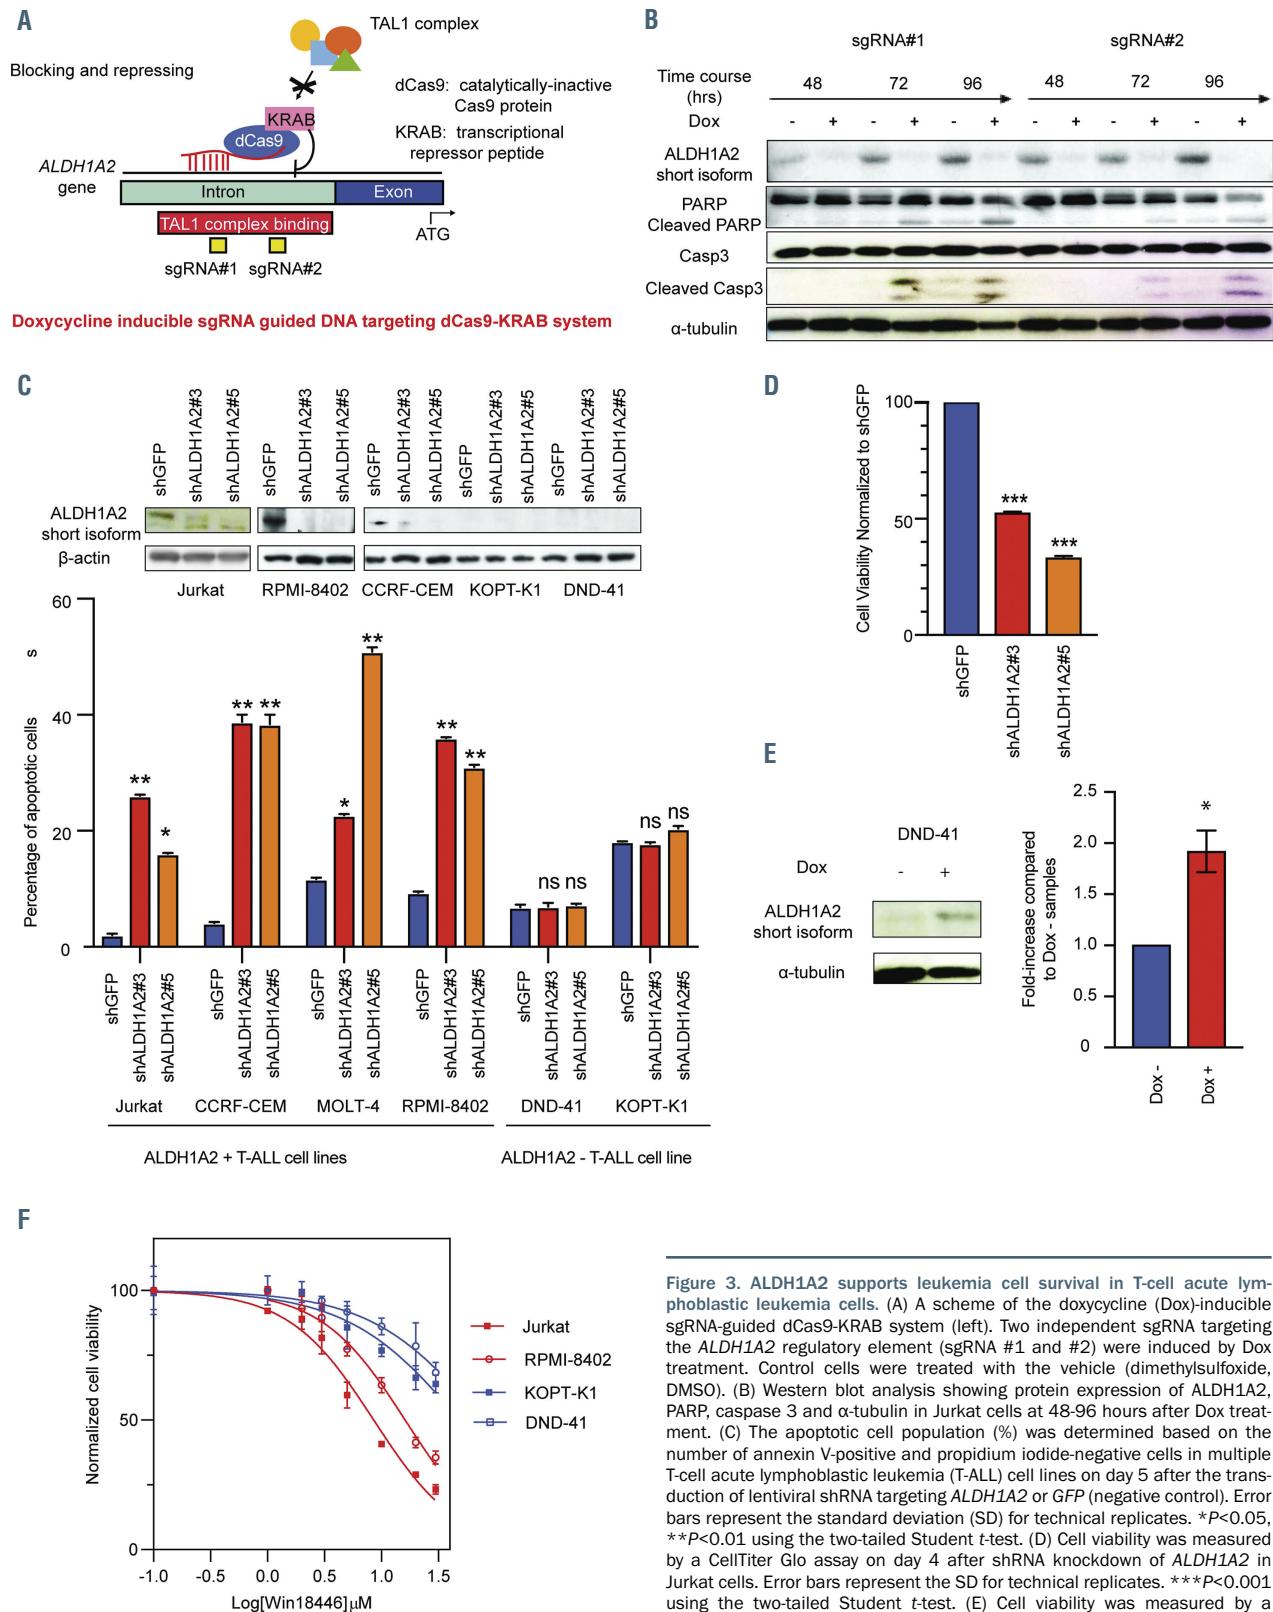 A
TAL1 complex
Blocking and repressing
dCas9: catalytically-inactive
Cas9 protein
KRAB
KRAB: transcriptional
repressor peptide
dCas9
ALDH1A2
gene
Intron
Exon
TAL1 complex binding
ATG
sgRNA#1 sgRNA#2
Doxycycline inducible sgRNA guided DNA targeting dCas9-KRAB system
B
sgRNA#1 sgRNA#2
Time course
(hrs)
48 72 96 48 72 96
Dox - + - + - + - + - + - +
ALDH1A2
short isoform
PARP
Cleaved PARP
Casp3
Cleaved Casp3
α-tubulin
C
shGFP shALDH1A2#3 shALDH1A2#5 shGFP shALDH1A2#3 shALDH1A2#5 shGFP shALDH1A2#3 shALDH1A2#5 shGFP shALDH1A2#3 shALDH1A2#5 shGFP shALDH1A2#3 shALDH1A2#5
ALDH1A2
short isoform
β-actin
Jurkat RPMI-8402 CCRF-CEM KOPT-K1 DND-41
Percentage of apoptotic cells
s
60
40
20
0
** * ** ** * ** ** ** ns ns ns ns
shGFP shALDH1A2#3 shALDH1A2#5 shGFP shALDH1A2#3 shALDH1A2#5 shGFP shALDH1A2#3 shALDH1A2#5 shGFP shALDH1A2#3 shALDH1A2#5 shGFP shALDH1A2#3 shALDH1A2#5 shGFP shALDH1A2#3 shALDH1A2#5
Jurkat CCRF-CEM MOLT-4 RPMI-8402 DND-41 KOPT-K1
ALDH1A2 + T-ALL cell lines ALDH1A2 - T-ALL cell line
D
Cell Viability Normalized to shGFP
100
50
0
*** ***
shGFP shALDH1A2#3 shALDH1A2#5
E
DND-41
Dox - +
ALDH1A2
short isoform
α-tubulin
Fold-increase compared
to Dox - samples
2.5
2.0
1.5
1.0
0.5
0
*
Dox - Dox +
F
Normalized cell viability
100
50
0
-1.0 -0.5 0.0 0.5 1.0 1.5
Log[Win18446]μM
Jurkat
RPMI-8402
KOPT-K1
DND-41
Figure 3. ALDH1A2 supports leukemia cell survival in T-cell acute lym-
phoblastic leukemia cells. (A) A scheme of the doxycycline (Dox)-inducible
sgRNA-guided dCas9-KRAB system (left). Two independent sgRNA targeting
the ALDH1A2 regulatory element (sgRNA #1 and #2) were induced by Dox
treatment. Control cells were treated with the vehicle (dimethylsulfoxide,
DMSO). (B) Western blot analysis showing protein expression of ALDH1A2,
PARP, caspase 3 and α-tubulin in Jurkat cells at 48-96 hours after Dox treat-
ment. (C) The apoptotic cell population (%) was determined based on the
number of annexin V-positive and propidium iodide-negative cells in multiple
T-cell acute lymphoblastic leukemia (T-ALL) cell lines on day 5 after the trans-
duction of lentiviral shRNA targeting ALDH1A2 or GFP (negative control). Error
bars represent the standard deviation (SD) for technical replicates. *P<0.05,
**P<0.01 using the two-tailed Student t-test. (D) Cell viability was measured
by a CellTiter Glo assay on day 4 after shRNA knockdown of ALDH1A2 in
Jurkat cells. Error bars represent the SD for technical replicates. ***P<0.001
using the two-tailed Student t-test. (E) Cell viability was measured by a